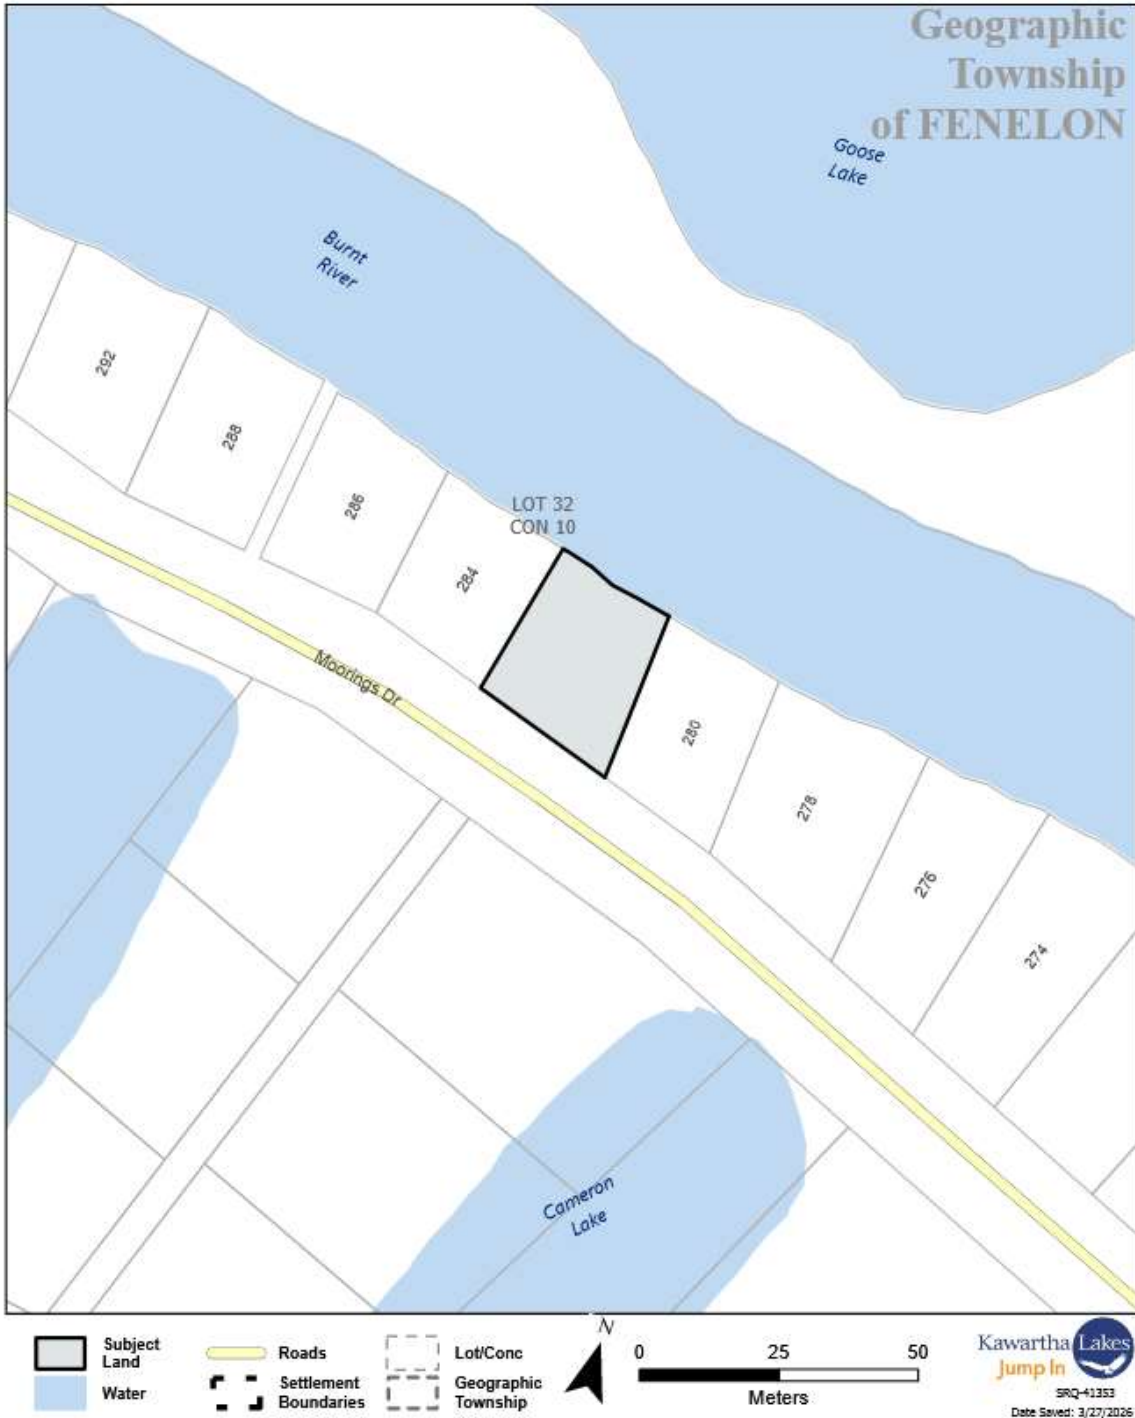 Geographic
Township
of FENELON
Goose
Lake
Burnt
River
292
288
286
LOT 32
CON 10
284
Moorings Dr
280
278
276
274
Cameron
Lake
Subject
Land
Water
Roads
Settlement
Boundaries
Lot/Conc
Geographic
Township
N
0 25 50
Meters
Kawartha Lakes
Jump In
SRQ-41353
Date Saved: 3/27/2026